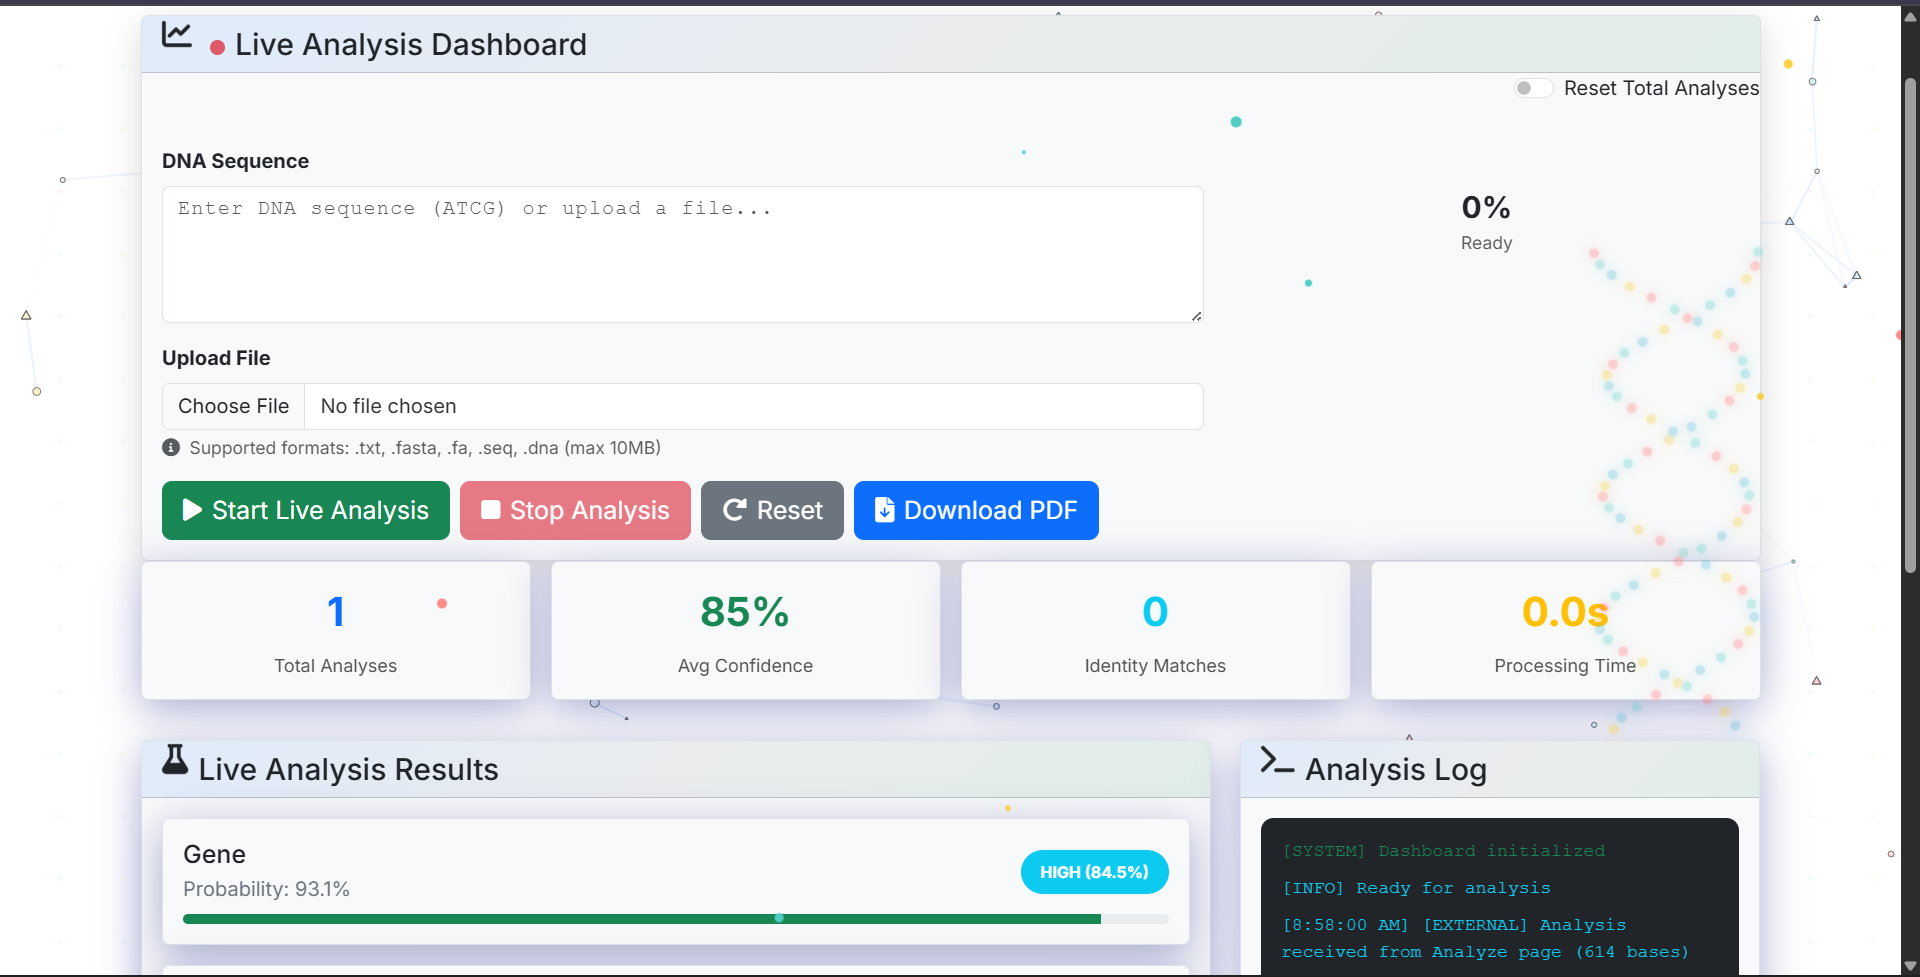 Live Analysis Dashboard
Reset Total Analyses
DNA Sequence
Enter DNA sequence (ATCG) or upload a file...
0%
Ready
Upload File
Choose File No file chosen
Supported formats: .txt, .fasta, .fa, .seq, .dna (max 10MB)
Start Live Analysis Stop Analysis Reset Download PDF
1
Total Analyses
85%
Avg Confidence
0
Identity Matches
0.0s
Processing Time
Live Analysis Results
Gene
Probability: 93.1%
HIGH (84.5%)
Analysis Log
[SYSTEM] Dashboard initialized
[INFO] Ready for analysis
[8:58:00 AM] [EXTERNAL] Analysis
received from Analyze page (614 bases)